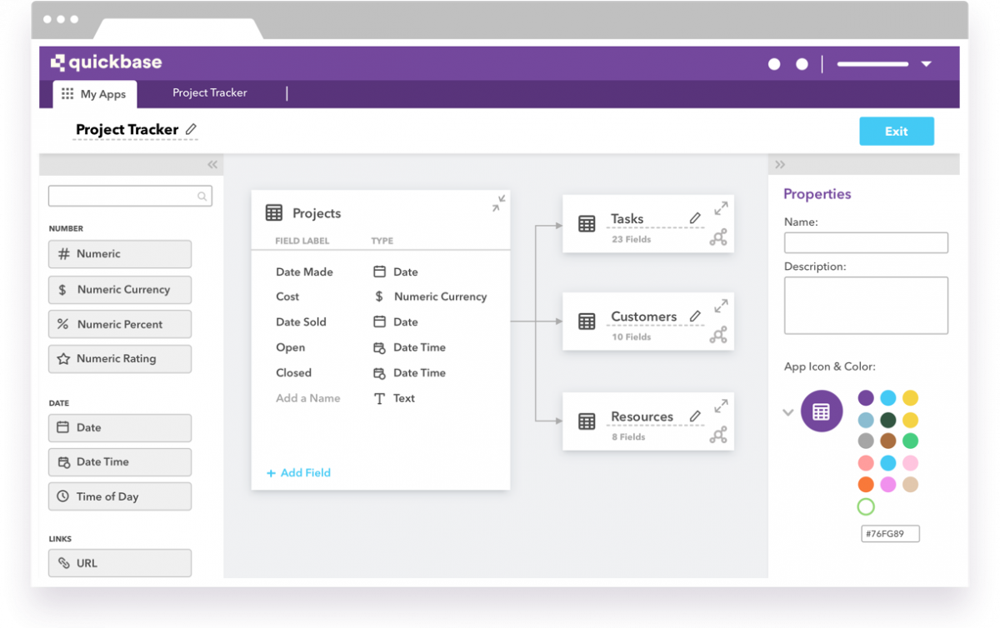 quickbase
My Apps
Project Tracker
Project Tracker
Exit
NUMBER
# Numeric
$ Numeric Currency
% Numeric Percent
Numeric Rating
DATE
Date
Date Time
Time of Day
LINKS
URL
Projects
FIELD LABEL TYPE
Date Made Date
Cost $ Numeric Currency
Date Sold Date
Open Date Time
Closed Date Time
Add a Name T Text
+ Add Field
Tasks
23 Fields
Customers
10 Fields
Resources
8 Fields
Properties
Name:
Description:
App Icon & Color:
#76FG89